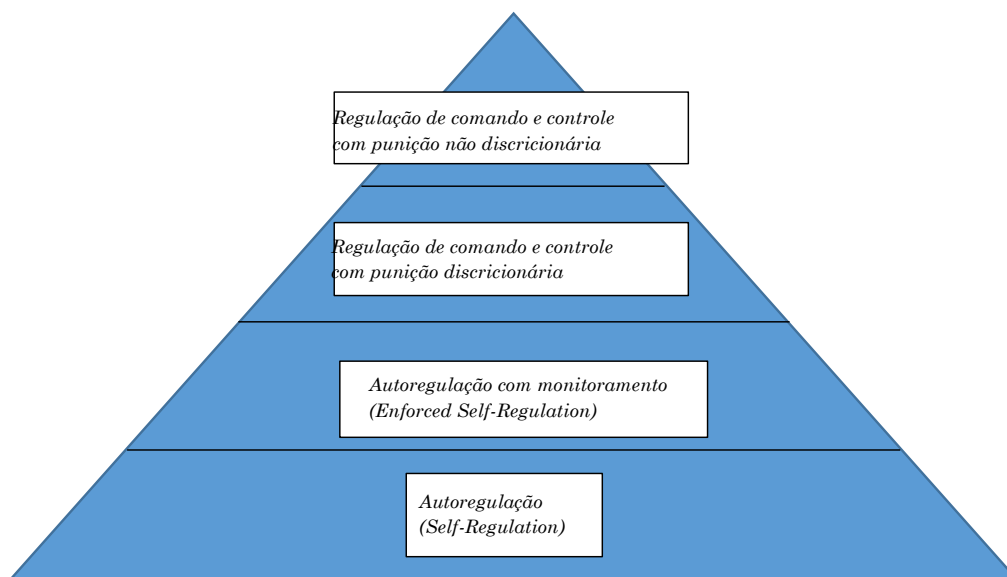 Regulação de comando e controle
com punição não discricionária
Regulação de comando e controle
com punição discricionária
Autoregulação com monitoramento
(Enforced Self-Regulation)
Autoregulação
(Self-Regulation)